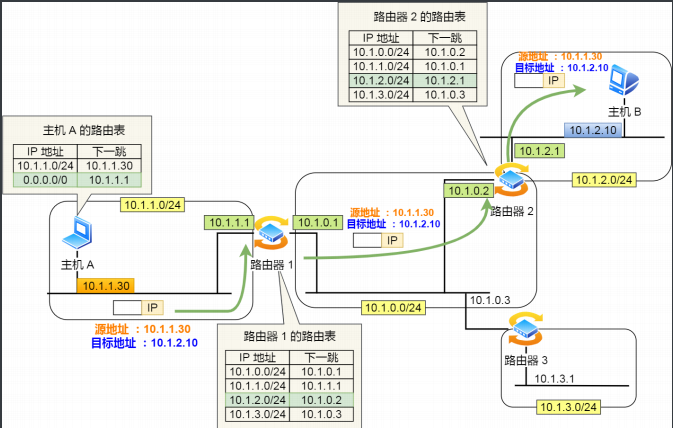 路由器 2 的路由表
IP 地址 下一跳
10.1.0.0/24 10.1.0.2
10.1.1.0/24 10.1.0.1
10.1.2.0/24 10.1.2.1
10.1.3.0/24 10.1.0.3
源地址 ：10.1.1.30
目标地址 ：10.1.2.10
IP
主机 B
10.1.2.10
10.1.2.1
10.1.2.0/24
主机 A 的路由表
IP 地址 下一跳
10.1.1.0/24 10.1.1.30
0.0.0.0/0 10.1.1.1
10.1.1.0/24
10.1.1.1
10.1.0.1
源地址 ：10.1.1.30
目标地址 ：10.1.2.10
IP
10.1.0.2
路由器 2
主机 A
路由器 1
10.1.1.30
IP
源地址 ：10.1.1.30
目标地址 ：10.1.2.10
10.1.0.0/24
10.1.0.3
路由器 1 的路由表
IP 地址 下一跳
10.1.0.0/24 10.1.0.1
10.1.1.0/24 10.1.1.1
10.1.2.0/24 10.1.0.2
10.1.3.0/24 10.1.0.3
路由器 3
10.1.3.1
10.1.3.0/24